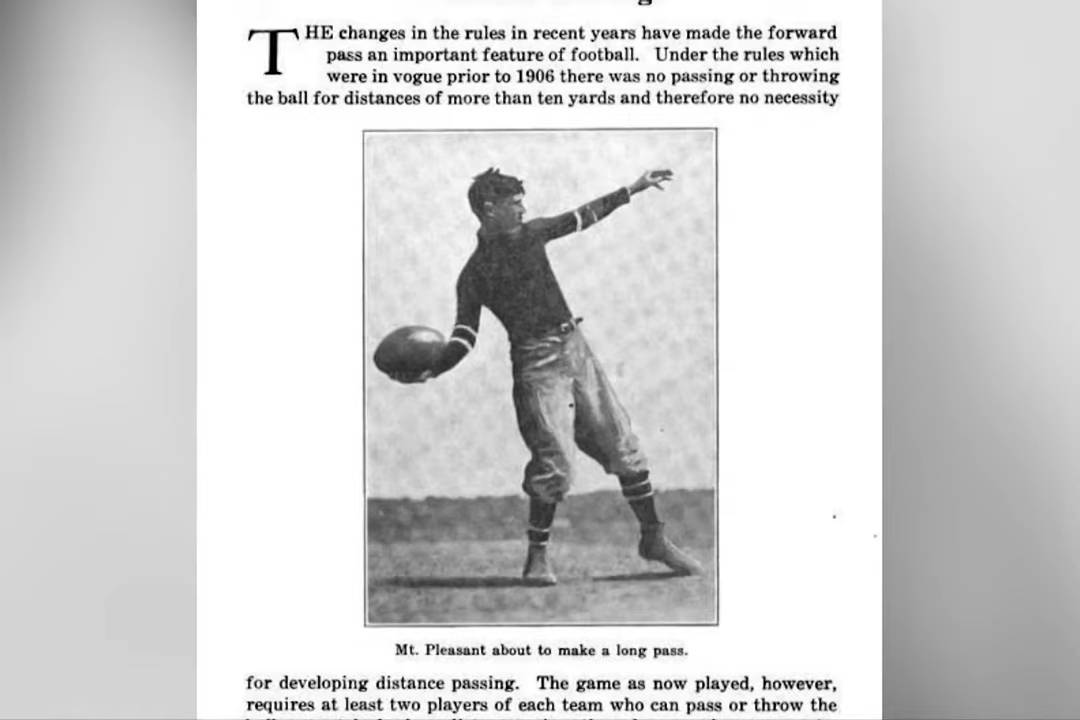 THE changes in the rules in recent years have made the forward
pass an important feature of football. Under the rules which
were in vogue prior to 1906 there was no passing or throwing
the ball for distances of more than ten yards and therefore no necessity
Mt. Pleasant about to make a long pass.
for developing distance passing. The game as now played, however,
requires at least two players of each team who can pass or throw the